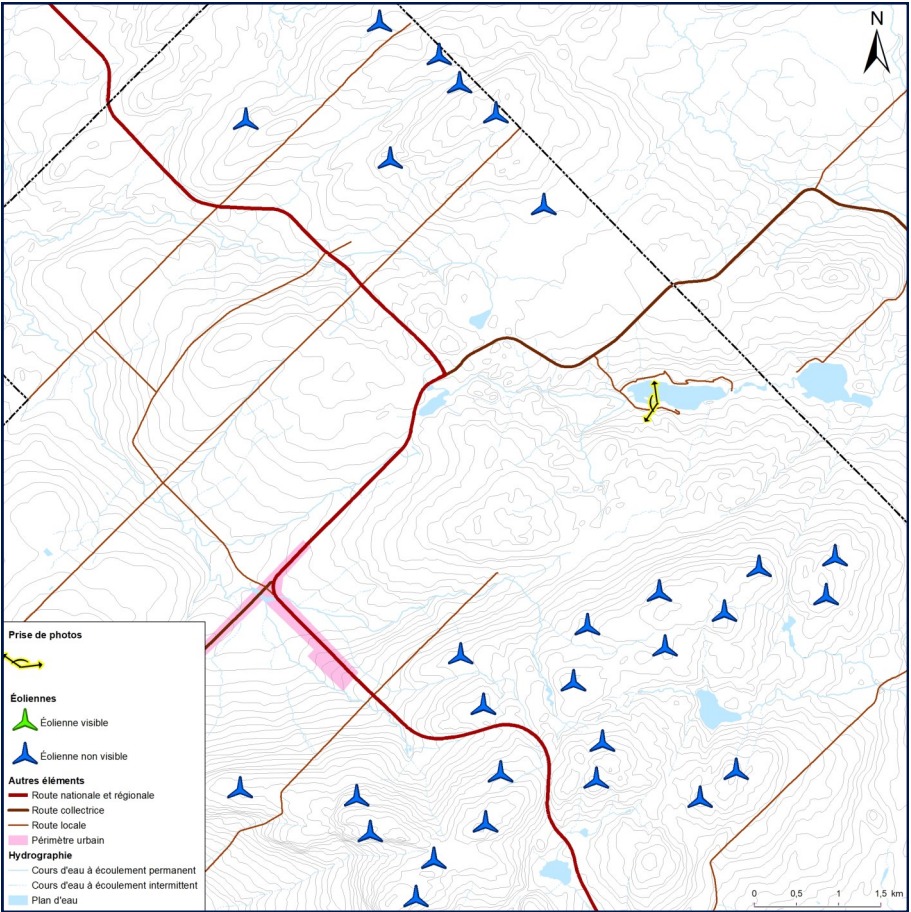 N
Prise de photos
Éoliennes
Éolienne visible
Éolienne non visible
Autres éléments
Route nationale et régionale
Route collectrice
Route locale
Périmètre urbain
Hydrographie
Cours d'eau à écoulement permanent
Cours d'eau à écoulement intermittent
Plan d'eau
0 0,5 1 1,5 km